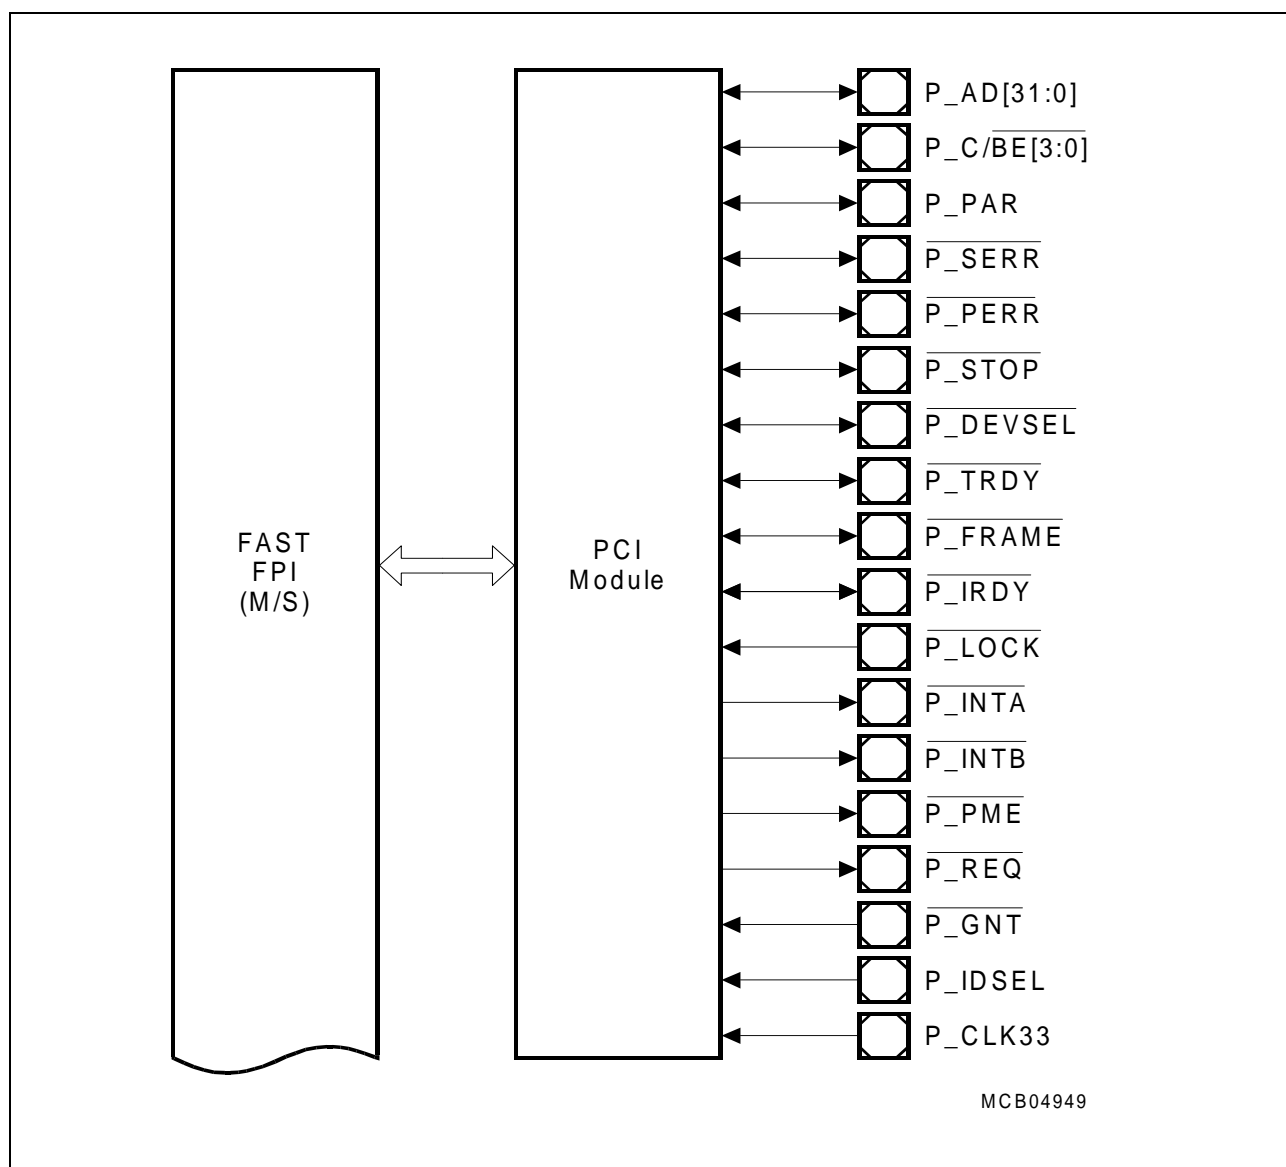 FAST
FPI
(M/S)
PCI
Module
P_AD[31:0]
P_C/BE[3:0]
P_PAR
P_SERR
P_PERR
P_STOP
P_DEVSEL
P_TRDY
P_FRAME
P_IRDY
P_LOCK
P_INTA
P_INTB
P_PME
P_REQ
P_GNT
P_IDSEL
P_CLK33
MCB04949